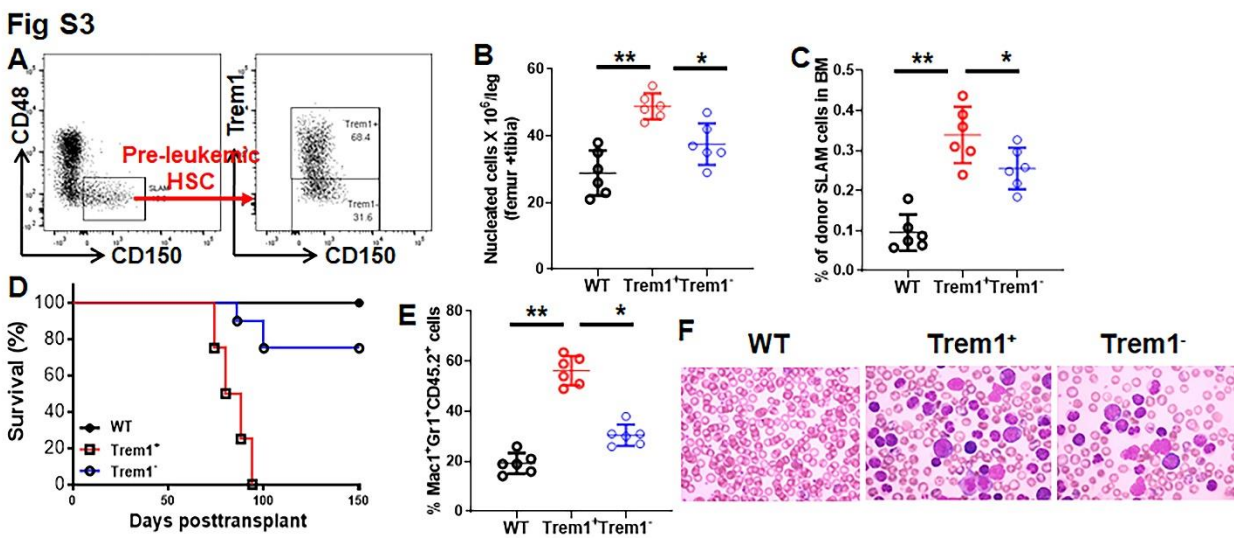 Fig S3
A
CD48
CD150
SLAM
Pre-leukemic
HSC
Trem1
CD150
Trem1+
68.4
Trem1-
31.6
B
Nucleated cells X 10⁶/leg
(femur +tibia)
60
40
20
0
** *
WT Trem1⁺ Trem1⁻
C
% of donor SLAM cells in BM
0.5
0.4
0.3
0.2
0.1
0.0
** *
WT Trem1⁺ Trem1⁻
D
Survival (%)
100
80
60
40
20
0
WT
Trem1⁺
Trem1⁻
0 50 100 150
Days posttransplant
E
% Mac1⁺Gr1⁺CD45.2⁺ cells
80
60
40
20
0
** *
WT Trem1⁺ Trem1⁻
F
WT Trem1⁺ Trem1⁻